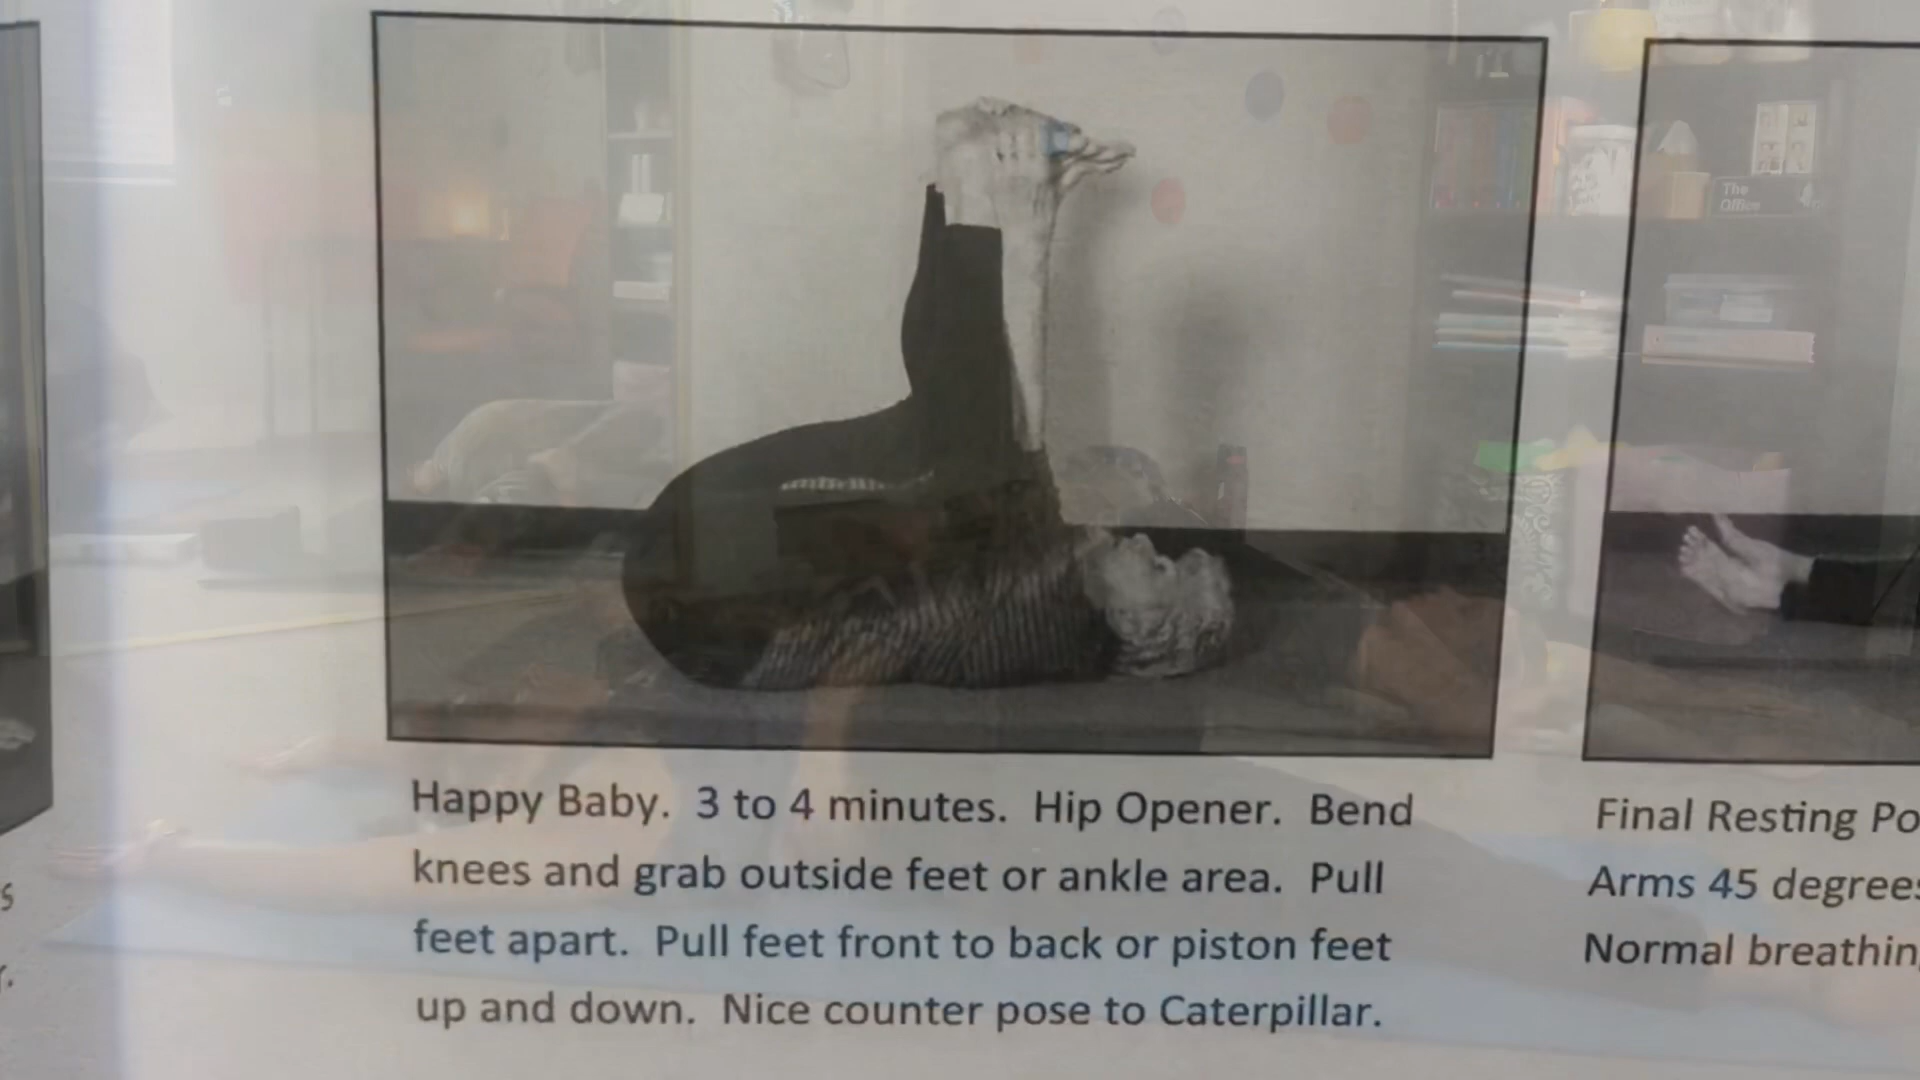 The
Office
Happy Baby. 3 to 4 minutes. Hip Opener. Bend
knees and grab outside feet or ankle area. Pull
feet apart. Pull feet front to back or piston feet
up and down. Nice counter pose to Caterpillar.
Final Resting Po
Arms 45 degrees
Normal breathin